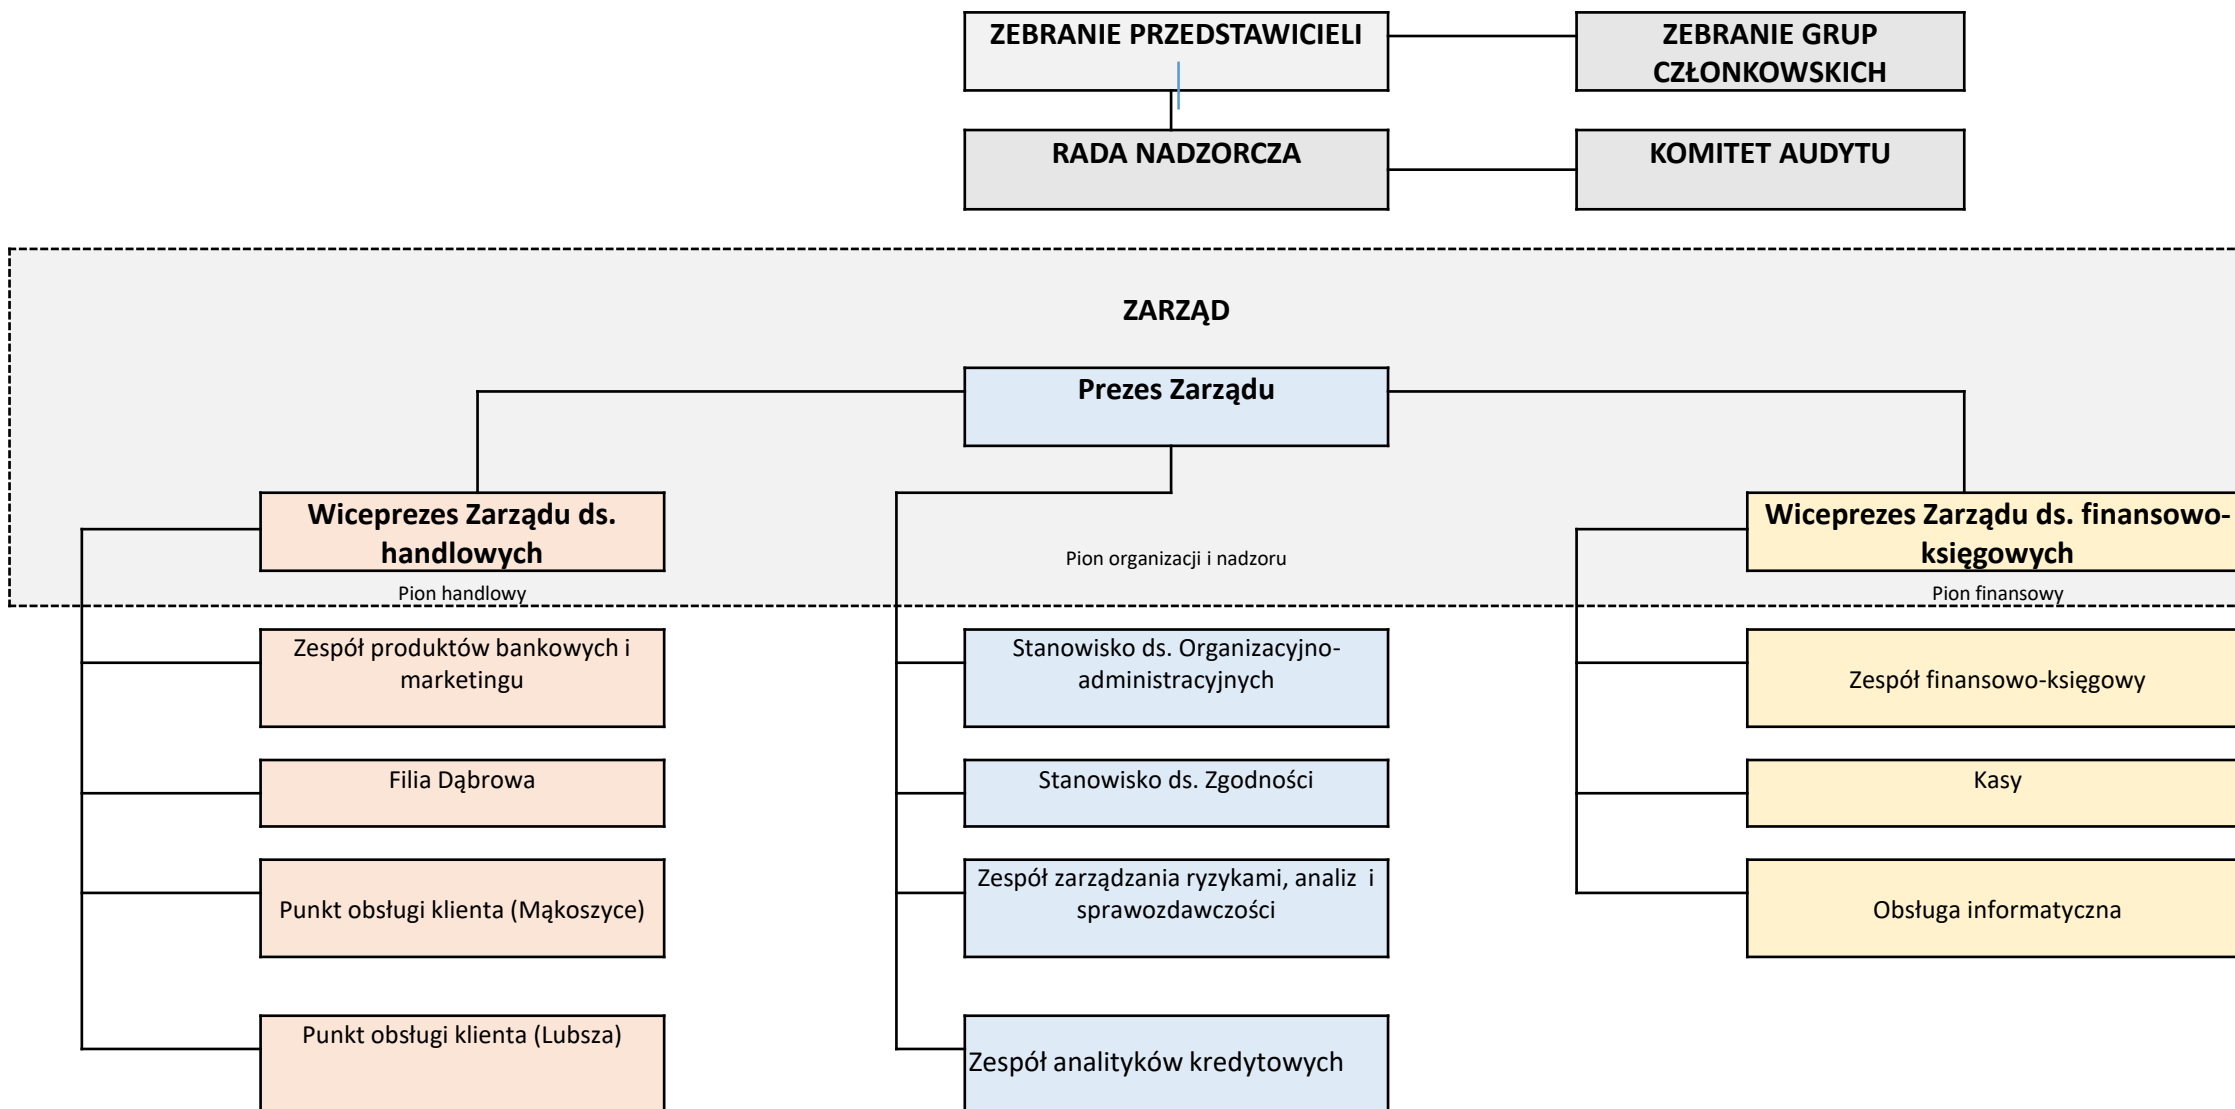 ZEBRANIE PRZEDSTAWICIELI
ZEBRANIE GRUP
CZŁONKOWSKICH
RADA NADZORCZA
KOMITET AUDYTU
ZARZĄD
Prezes Zarządu
Wiceprezes Zarządu ds.
handlowych
Pion handlowy
Pion organizacji i nadzoru
Wiceprezes Zarządu ds. finansowo-
księgowych
Pion finansowy
Zespół produktów bankowych i
marketingu
Stanowisko ds. Organizacyjno-
administracyjnych
Zespół finansowo-księgowy
Filia Dąbrowa
Stanowisko ds. Zgodności
Kasy
Punkt obsługi klienta (Mąkoszyce)
Zespół zarządzania ryzykami, analiz  i
sprawozdawczości
Obsługa informatyczna
Punkt obsługi klienta (Lubsza)
Zespół analityków kredytowych